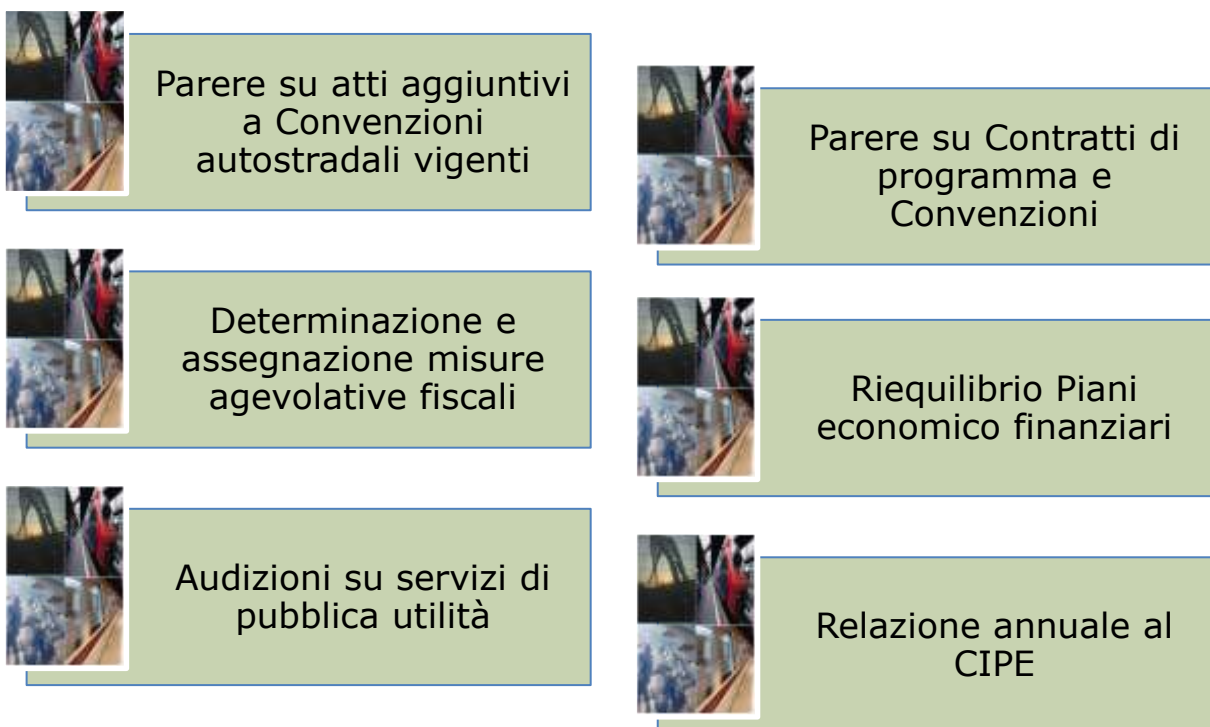 Parere su atti aggiuntivi
a Convenzioni
autostradali vigenti
Determinazione e
assegnazione misure
agevolative fiscali
Audizioni su servizi di
pubblica utilità
Parere su Contratti di
programma e
Convenzioni
Riequilibrio Piani
economico finanziari
Relazione annuale al
CIPE